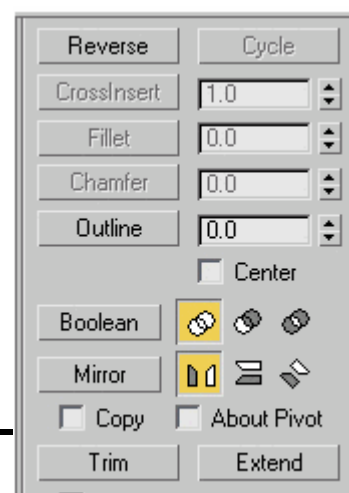 Reverse Cycle
CrossInsert 1.0
Fillet 0.0
Chamfer 0.0
Outline 0.0
Center
Boolean
Mirror
Copy About Pivot
Trim Extend